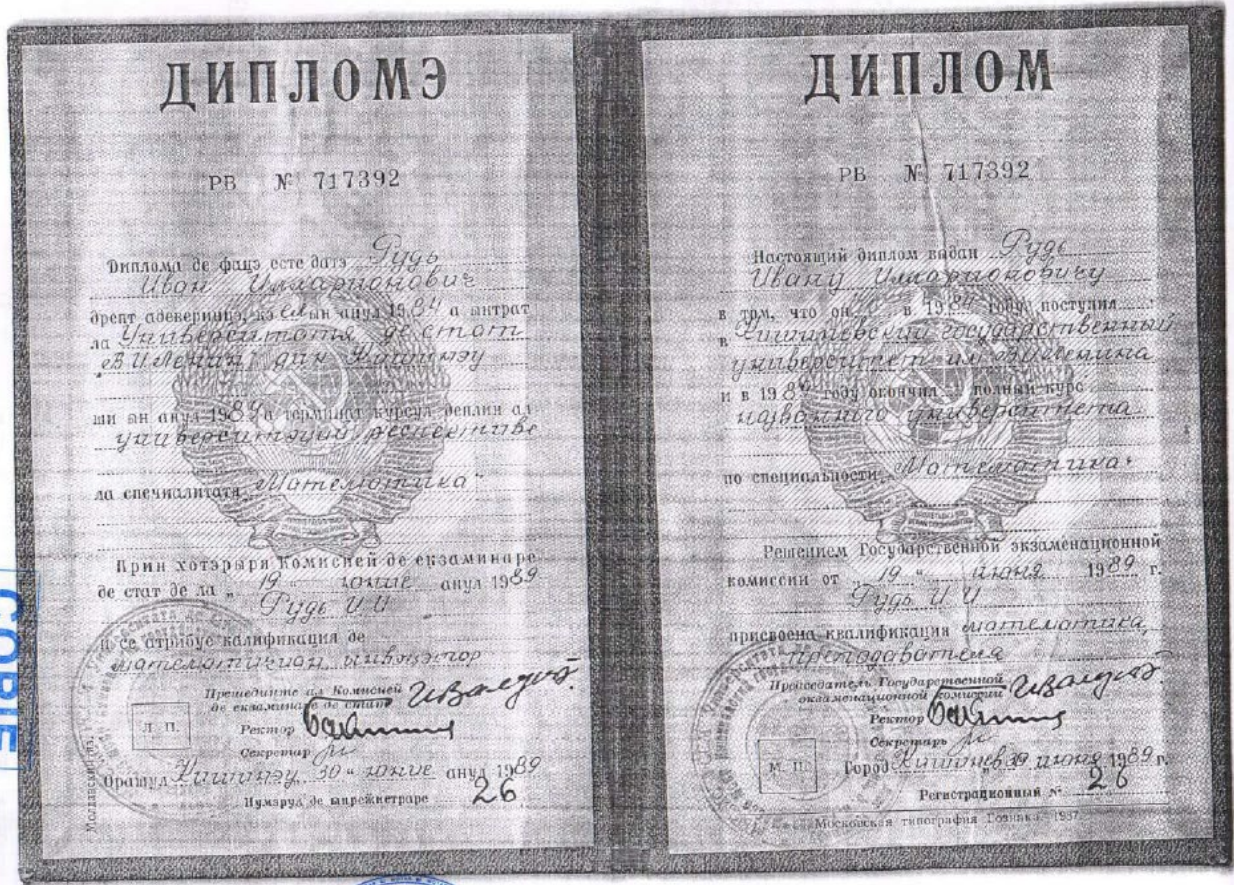 ДИПЛОМЭ
РВ № 717392
Диплома де фацэ есте датэ Рудь
Иван Илларионович
дрепт адеверинцэ, кэ ел ын анул 1984 а интрат
ла Университатя де стат
„В И Ленин" дин Кишинэу
ши ын анул 1989 а терминат курсул деплин ал
университэций респективе
ла специалитатя „Математика"
Прин хотэрыря Комисией де екзаминаре
де стат де ла „19" юние анул 1989
Рудь И И
и се атрибуе калификация де
математичиан, ынвэцэтор
Прешединте ал Комисией
де екзаминаре де стат
Л. П.
Ректор
Секретар
Орашул Кишинэу, 30 " юние анул 1989
Нумэрул де ынрежистраре 26
ДИПЛОМ
РВ № 717392
Настоящий диплом выдан Рудь
Ивану Илларионовичу
в том, что он в 1984 году поступил
в Кишиневский государственный
университет им В.И.Ленина
и в 1989 году окончил полный курс
названного университета
по специальности „Математика"
Решением Государственной экзаменационной
комиссии от „19" июня 1989 г.
Рудь И И
присвоена квалификация математика,
преподавателя
Председатель Государственной
экзаменационной комиссии
Ректор
Секретарь
М. П.
Город Кишинев „30 июня 1989 г.
Регистрационный № 26
Московская типография Гознака. 1987.
COPIE